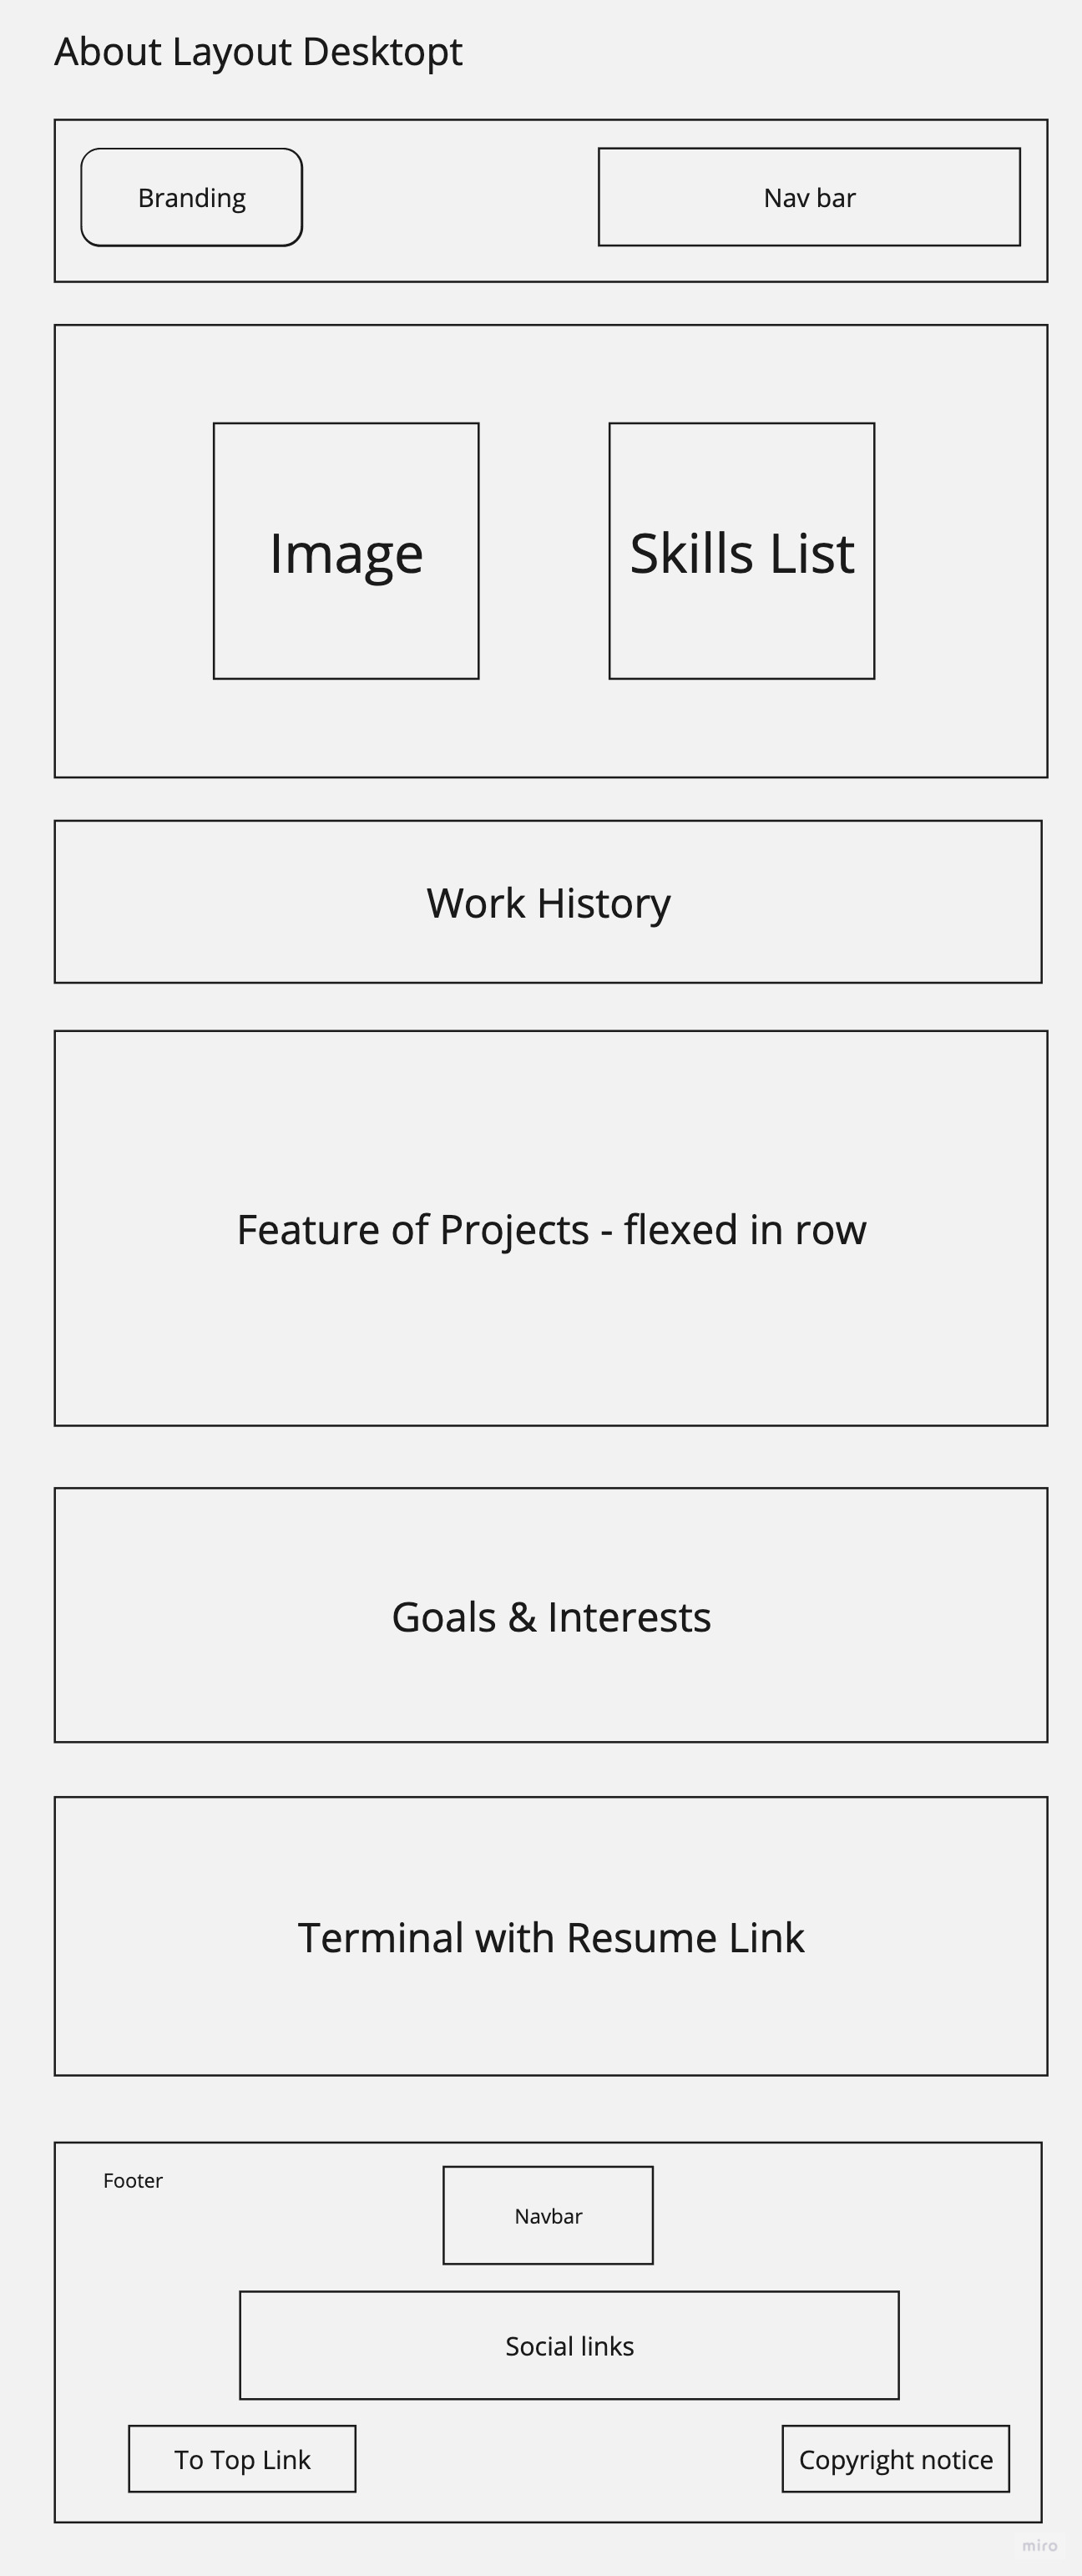 About Layout Desktopt
Branding
Nav bar
Image
Skills List
Work History
Feature of Projects - flexed in row
Goals & Interests
Terminal with Resume Link
Footer
Navbar
Social links
To Top Link
Copyright notice
miro